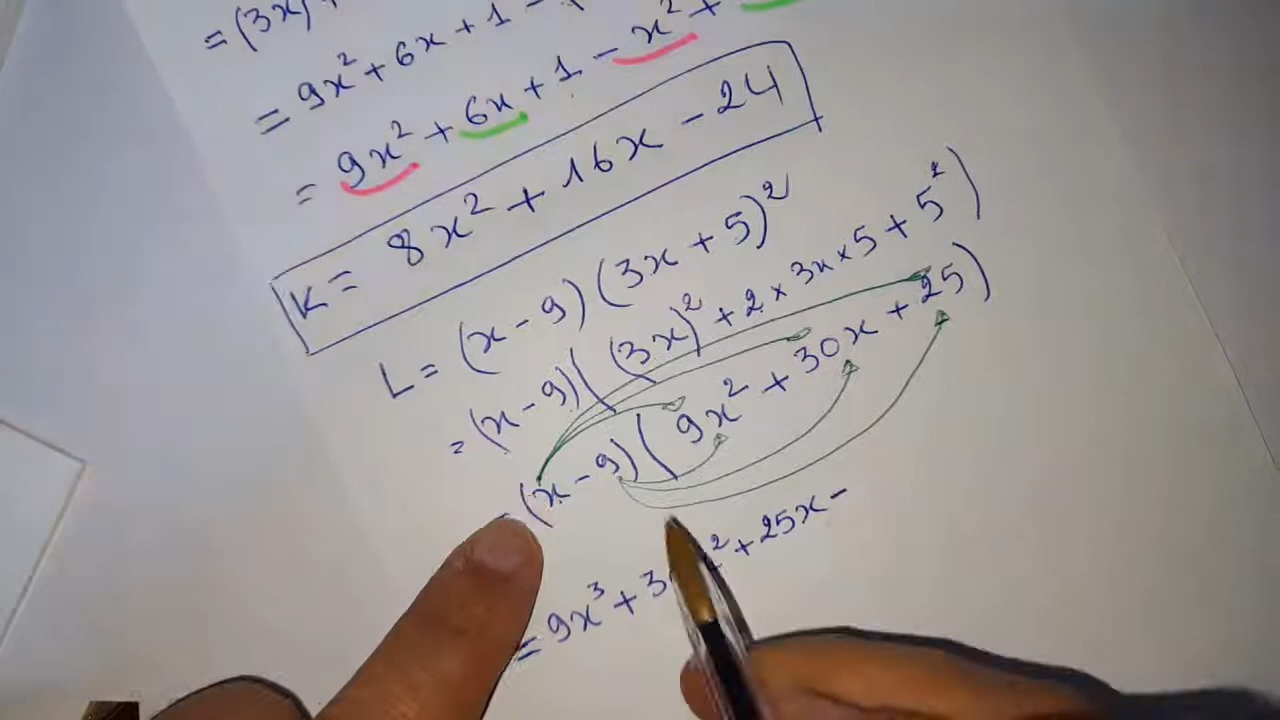 = (3x)
= 9x² + 6x + 1 -
= 9x² + 6x + 1 - x² +
K = 8x² + 16x - 24
L = (x - 9)(3x + 5)²
= (x - 9)((3x)² + 2 × 3x × 5 + 5²)
= (x - 9)(9x² + 30x + 25)
= 9x³ + 3 ² + 25x -